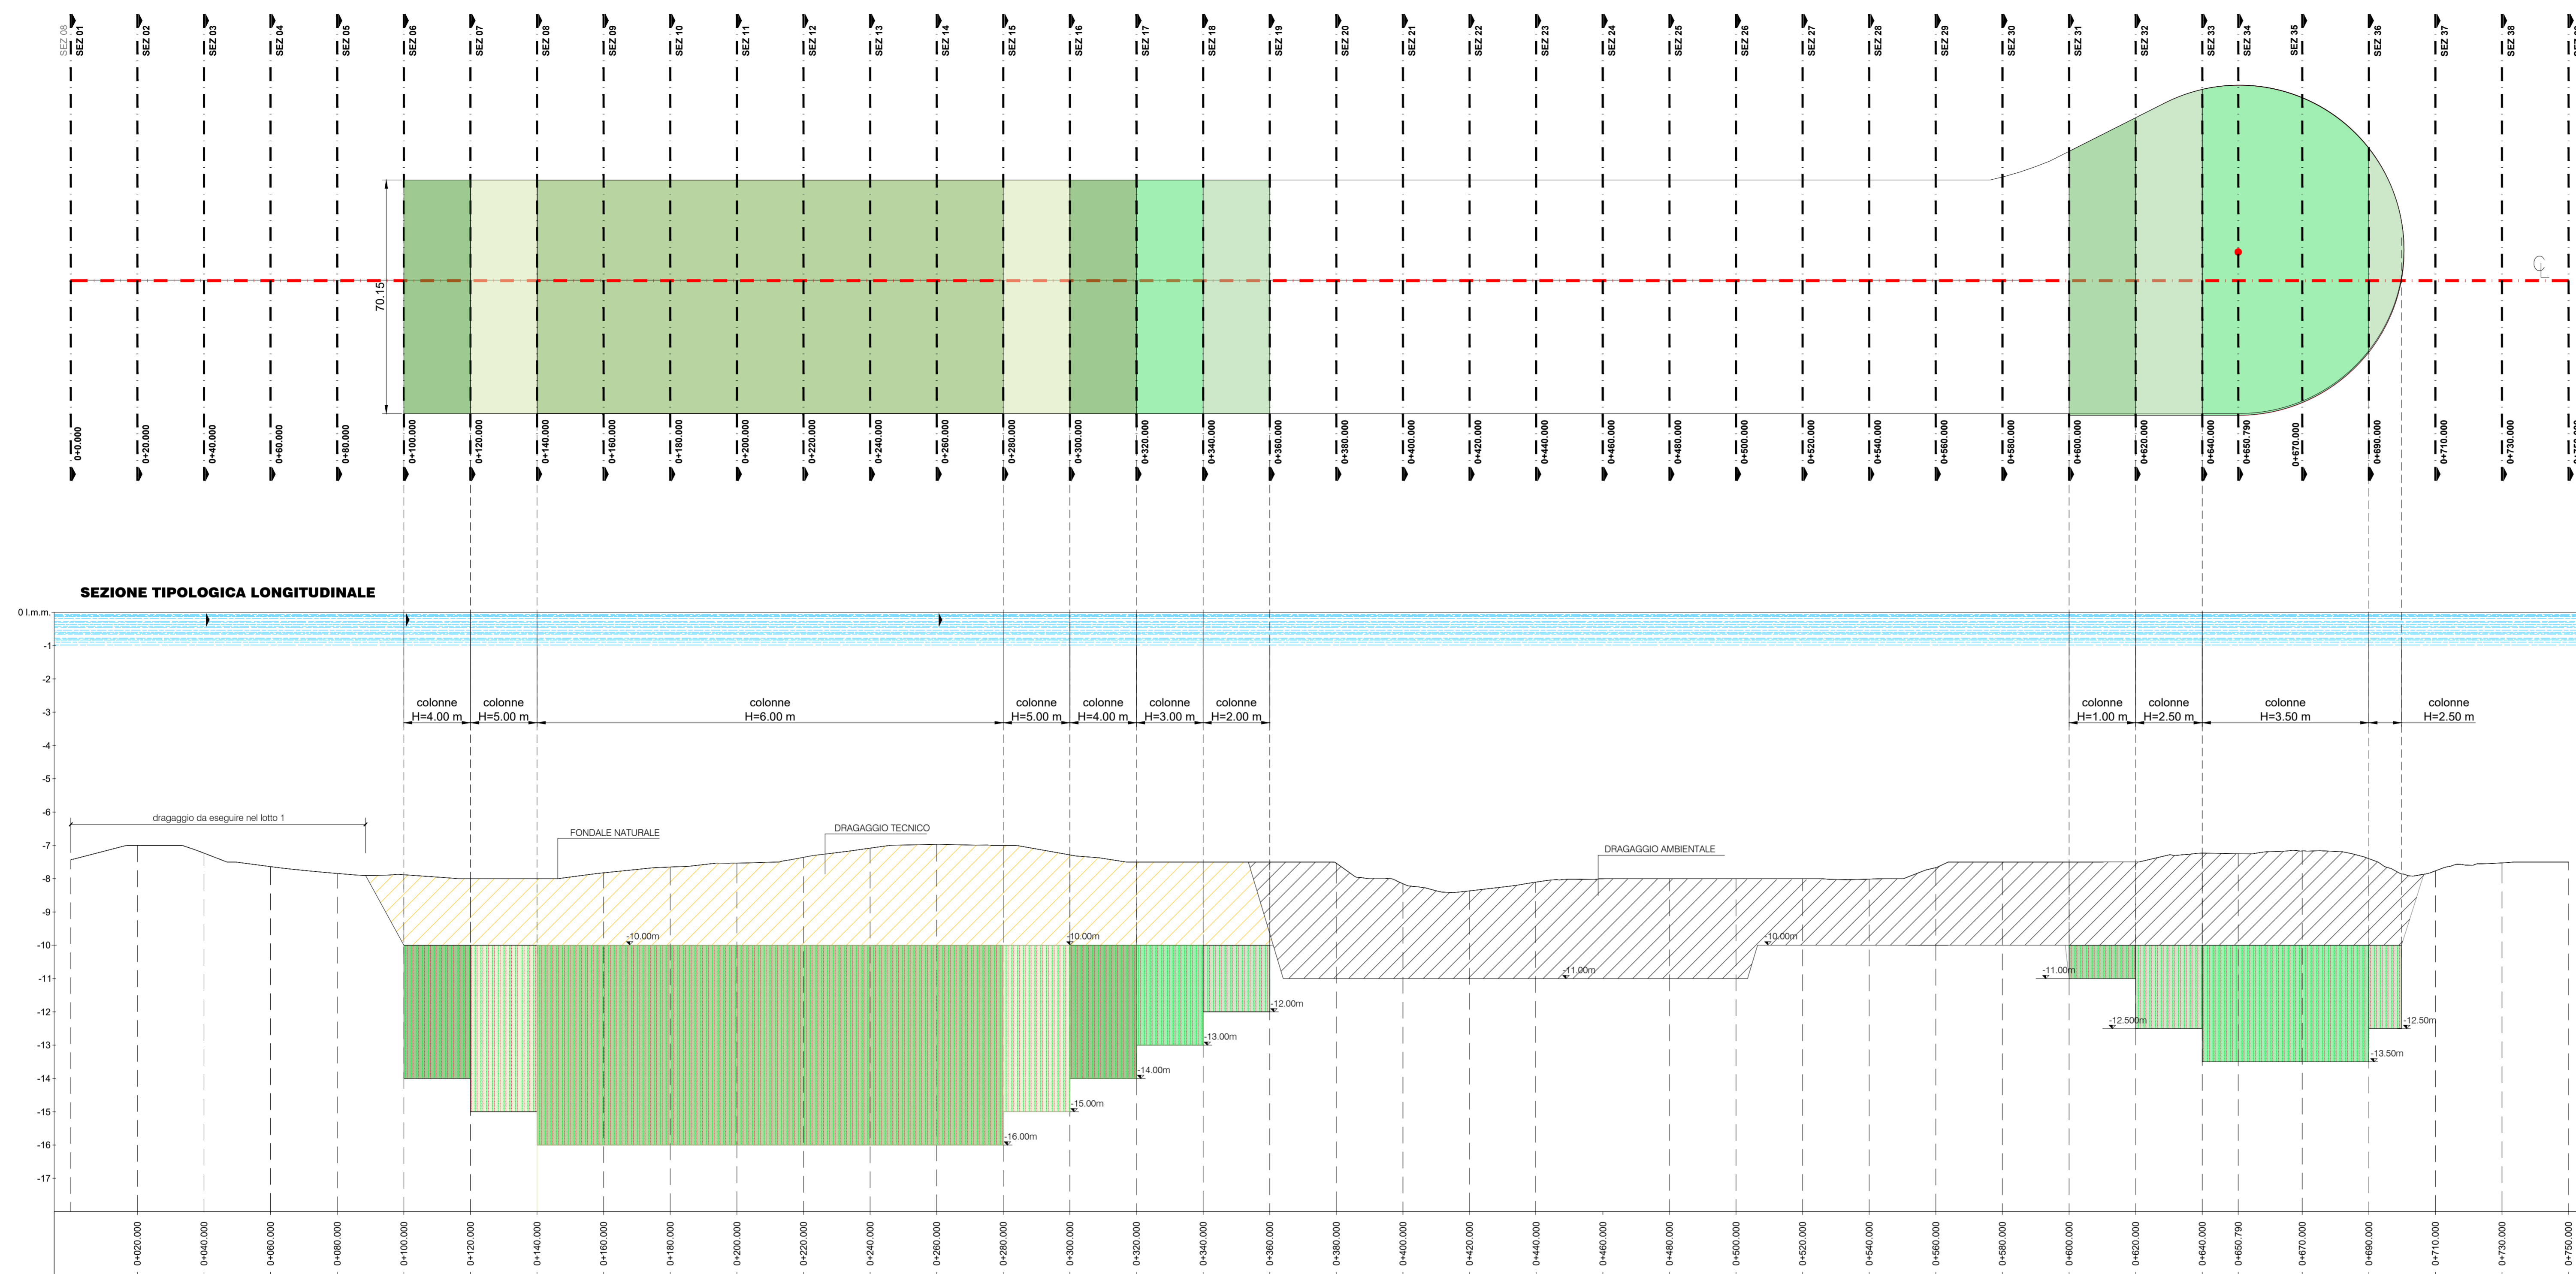 SEZ 08
SEZ 01
SEZ 02
SEZ 03
SEZ 04
SEZ 05
SEZ 06
SEZ 07
SEZ 08
SEZ 09
SEZ 10
SEZ 11
SEZ 12
SEZ 13
SEZ 14
SEZ 15
SEZ 16
SEZ 17
SEZ 18
SEZ 19
SEZ 20
SEZ 21
SEZ 22
SEZ 23
SEZ 24
SEZ 25
SEZ 26
SEZ 27
SEZ 28
SEZ 29
SEZ 30
SEZ 31
SEZ 32
SEZ 33
SEZ 34
SEZ 35
SEZ 36
SEZ 37
SEZ 38
70.15
CL
0+0.000
0+20.000
0+40.000
0+60.000
0+80.000
0+100.000
0+120.000
0+140.000
0+160.000
0+180.000
0+200.000
0+220.000
0+240.000
0+260.000
0+280.000
0+300.000
0+320.000
0+340.000
0+360.000
0+380.000
0+400.000
0+420.000
0+440.000
0+460.000
0+480.000
0+500.000
0+520.000
0+540.000
0+560.000
0+580.000
0+600.000
0+620.000
0+640.000
0+650.790
0+670.000
0+690.000
0+710.000
0+730.000
SEZIONE TIPOLOGICA LONGITUDINALE
0 l.m.m.
-1
-2
-3
-4
-5
-6
-7
-8
-9
-10
-11
-12
-13
-14
-15
-16
-17
colonne
H=4.00 m
colonne
H=5.00 m
colonne
H=6.00 m
colonne
H=5.00 m
colonne
H=4.00 m
colonne
H=3.00 m
colonne
H=2.00 m
colonne
H=1.00 m
colonne
H=2.50 m
colonne
H=3.50 m
colonne
H=2.50 m
dragaggio da eseguire nel lotto 1
FONDALE NATURALE
DRAGAGGIO TECNICO
DRAGAGGIO AMBIENTALE
-10.00m
-10.00m
-10.00m
-11.00m
-11.00m
-12.00m
-12.500m
-12.50m
-13.00m
-13.50m
-14.00m
-15.00m
-16.00m
0+020.000
0+040.000
0+060.000
0+080.000
0+100.000
0+120.000
0+140.000
0+160.000
0+180.000
0+200.000
0+220.000
0+240.000
0+260.000
0+280.000
0+300.000
0+320.000
0+340.000
0+360.000
0+380.000
0+400.000
0+420.000
0+440.000
0+460.000
0+480.000
0+500.000
0+520.000
0+540.000
0+560.000
0+580.000
0+600.000
0+620.000
0+640.000
0+650.790
0+670.000
0+690.000
0+710.000
0+730.000
0+750.000